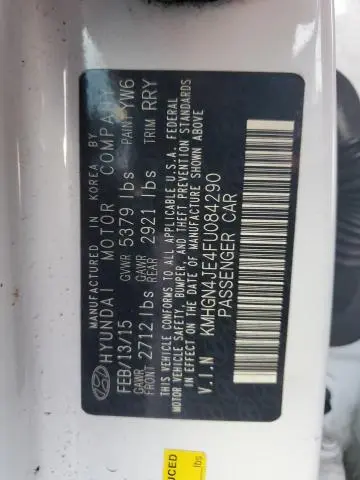 MANUFACTURED IN KOREA BY
HYUNDAI MOTOR COMPANY
FEB/13/15 GVWR 5379 lbs PAINT YW6
GAWR FRONT 2712 lbs GAWR REAR 2921 lbs TRIM RRY
THIS VEHICLE CONFORMS TO ALL APPLICABLE U.S.A. FEDERAL
MOTOR VEHICLE SAFETY, BUMPER, AND THEFT PREVENTION STANDARDS
IN EFFECT ON THE DATE OF MANUFACTURE SHOWN ABOVE
V.I.N KMHGN4JE4FU084290
PASSENGER CAR
UCED
lbs